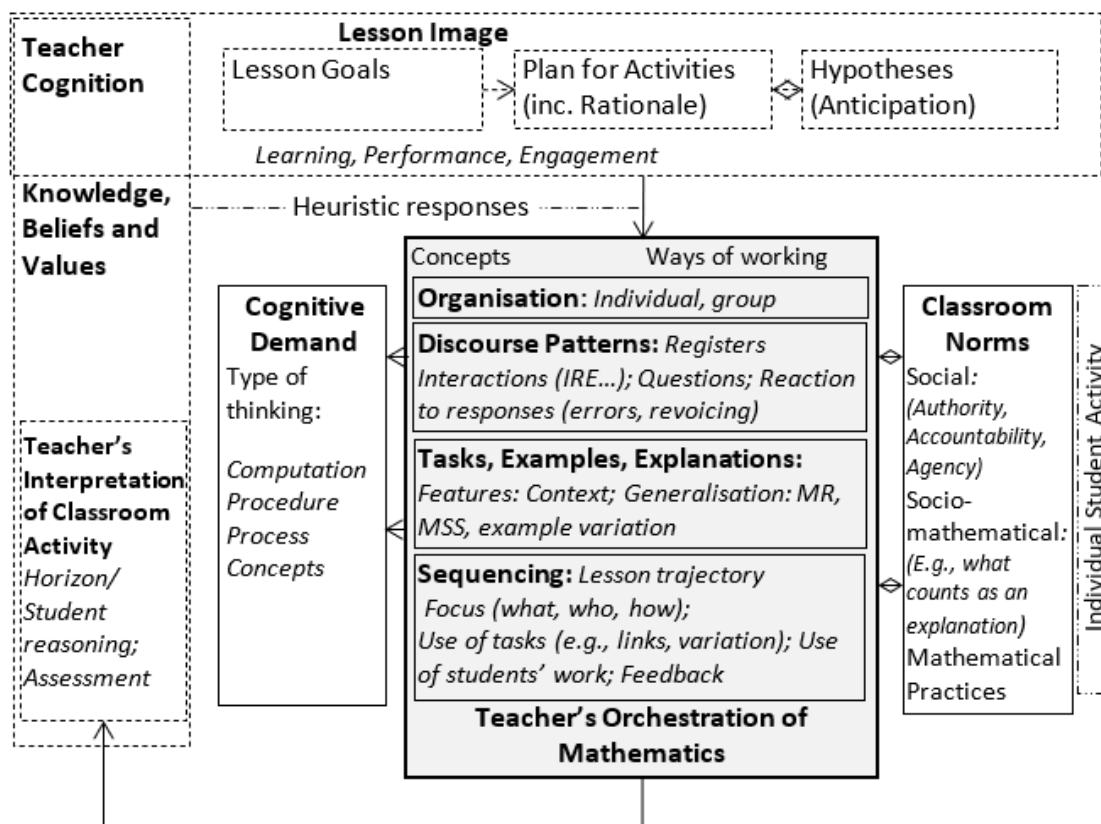 Teacher
Cognition
Lesson Image
Lesson Goals
Plan for Activities
(inc. Rationale)
Hypotheses
(Anticipation)
Learning, Performance, Engagement
Knowledge,
Beliefs and
Values
Heuristic responses
Teacher's
Interpretation
of Classroom
Activity
Horizon/
Student
reasoning;
Assessment
Cognitive
Demand
Type of
thinking:
Computation
Procedure
Process
Concepts
Concepts Ways of working
Organisation: Individual, group
Discourse Patterns: Registers
Interactions (IRE...); Questions; Reaction
to responses (errors, revoicing)
Tasks, Examples, Explanations:
Features: Context; Generalisation: MR,
MSS, example variation
Sequencing: Lesson trajectory
Focus (what, who, how);
Use of tasks (e.g., links, variation); Use
of students' work; Feedback
Teacher's Orchestration of
Mathematics
Classroom
Norms
Social:
(Authority,
Accountability,
Agency)
Socio-
mathematical:
(E.g., what
counts as an
explanation)
Mathematical
Practices
Individual Student Activity